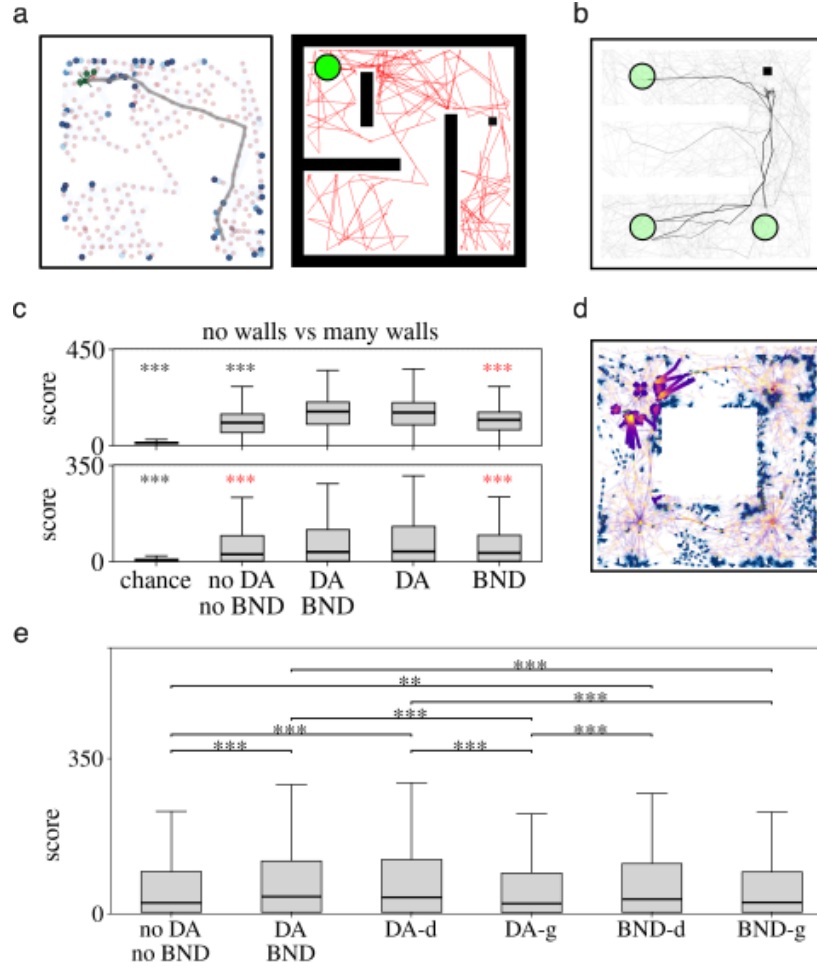 a
b
c
no walls vs many walls
450
score
0
*** *** ***
350
score
0
*** *** ***
chance no DA DA DA BND
no BND BND
d
e
***
**
***
***
*** ***
*** ***
350
score
0
no DA DA DA-d DA-g BND-d BND-g
no BND BND